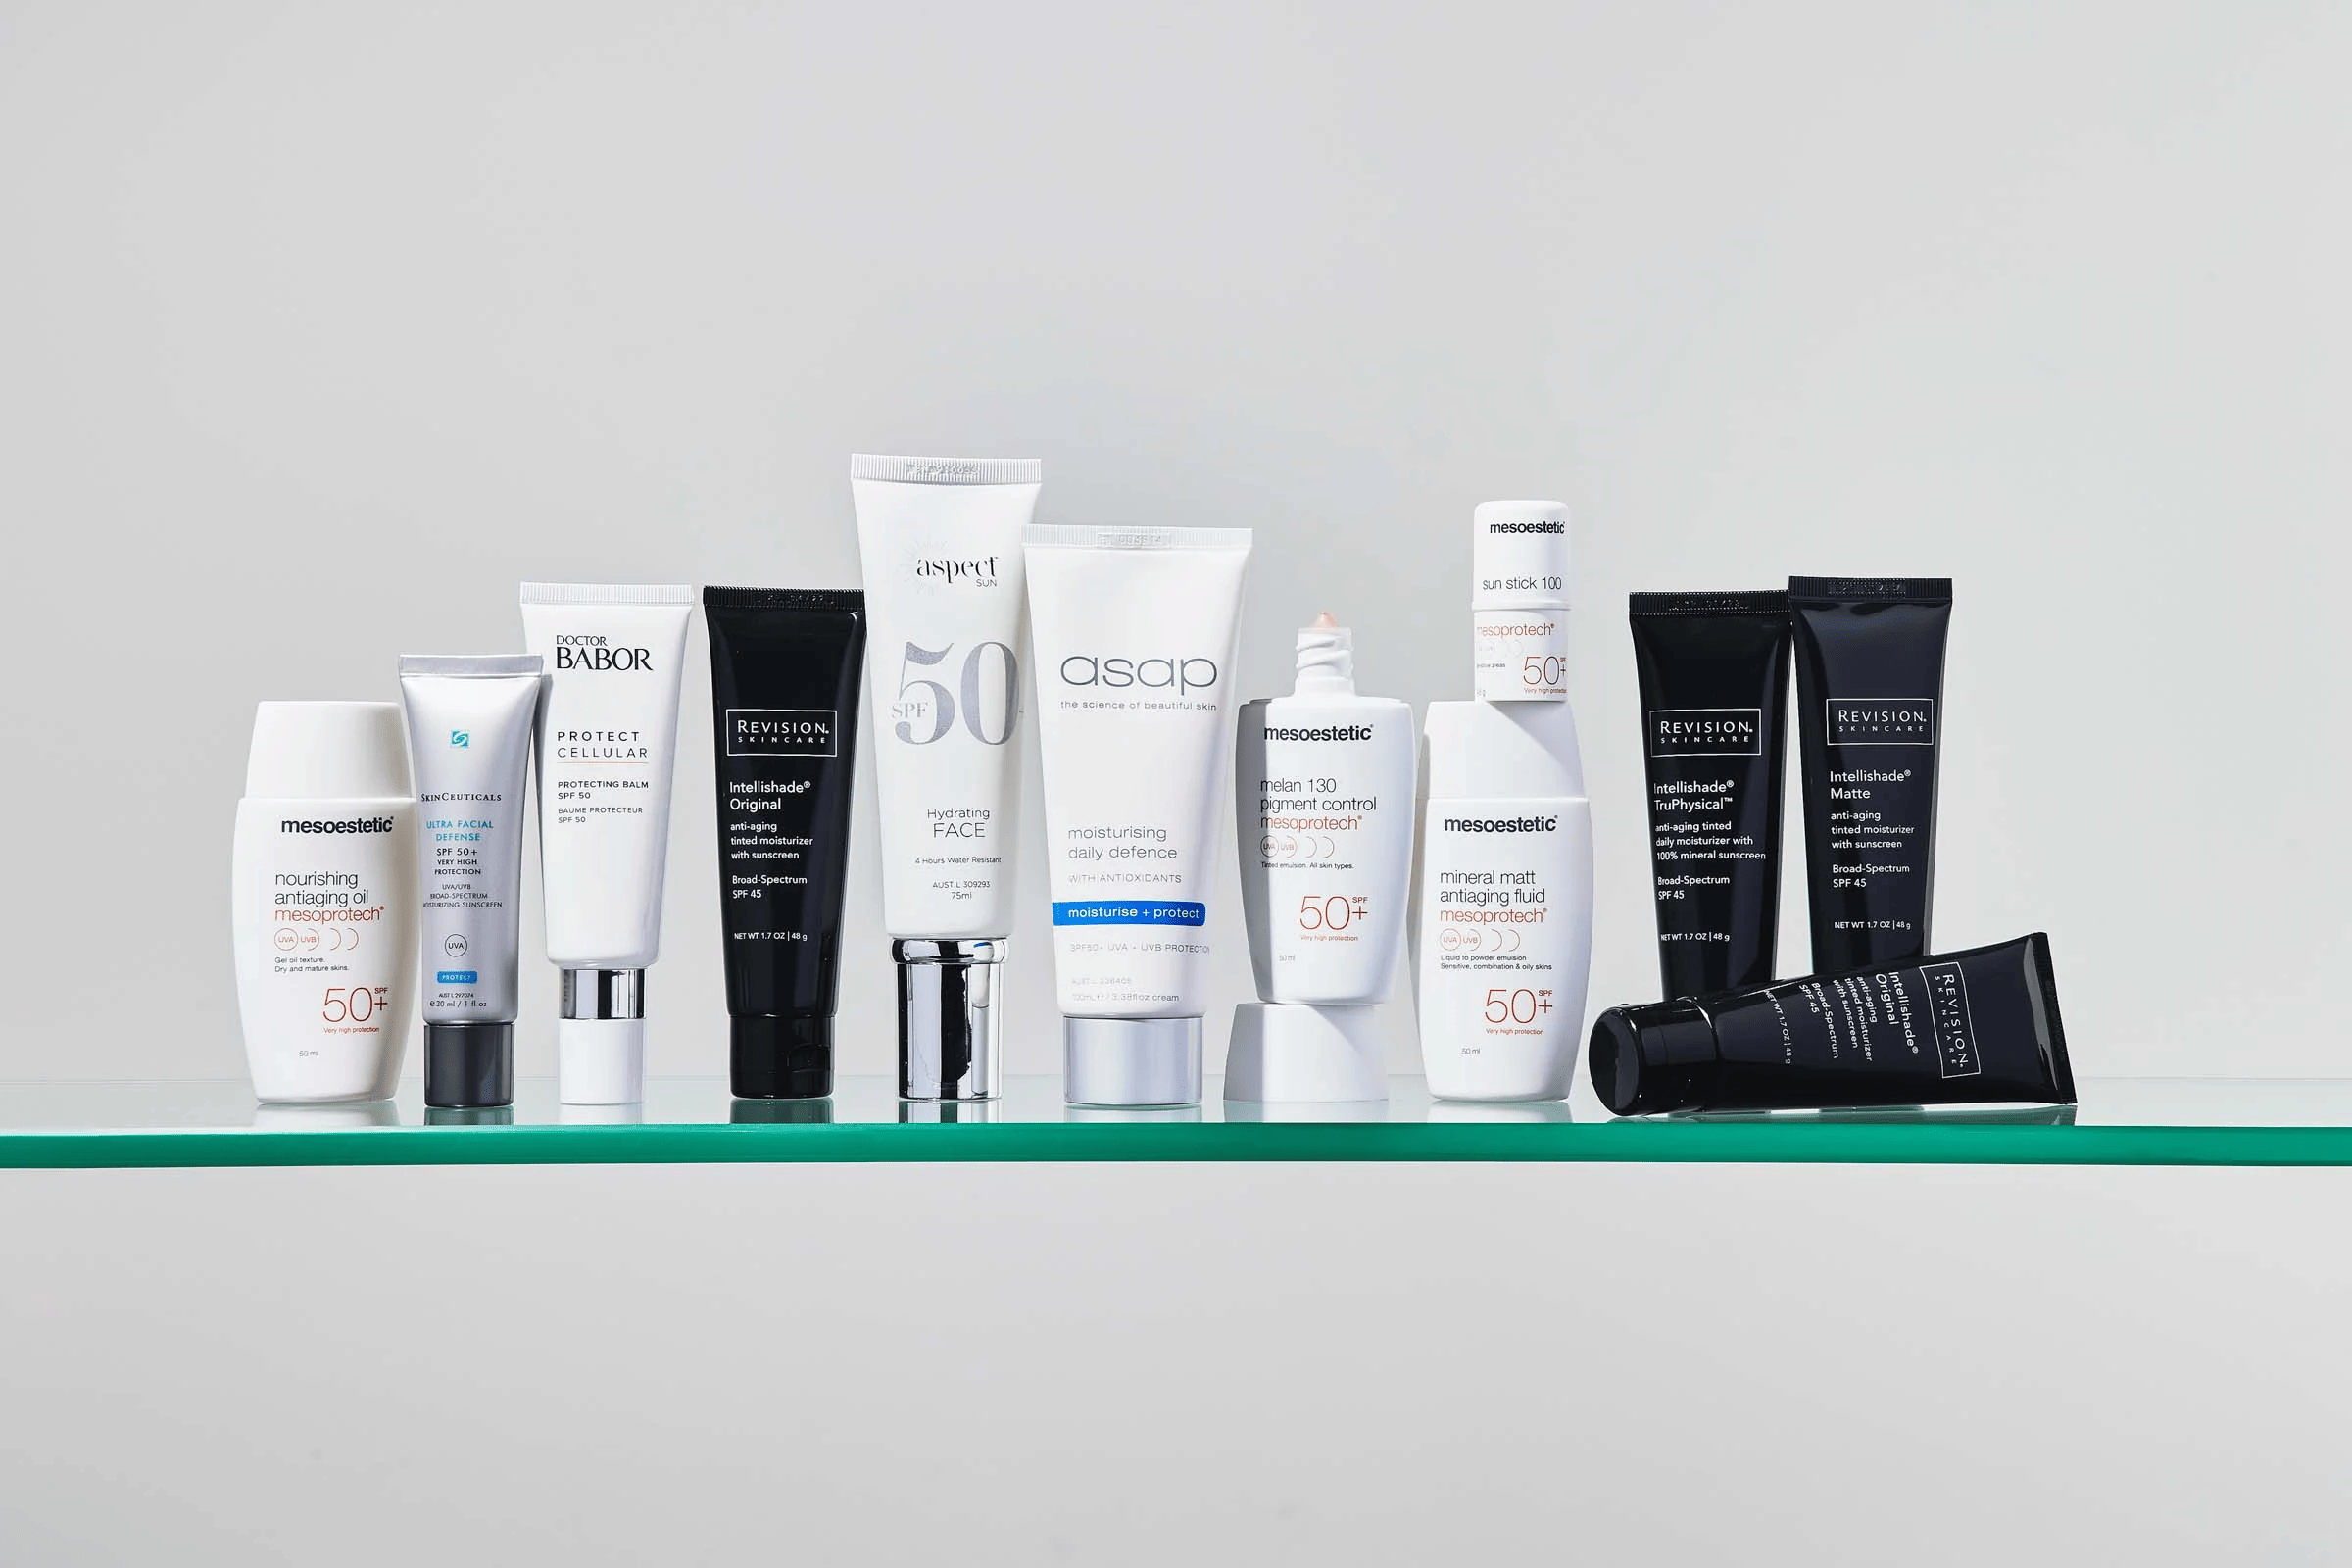 mesoestetic®
nourishing
antiaging oil
mesoprotech®
UVA UVB
Gel oil texture.
Dry and mature skins.
50+ SPF
Very high protection
50 ml
SKINCEUTICALS
ULTRA FACIAL
DEFENSE
SPF 50+
VERY HIGH
PROTECTION
UVA/UVB
BROAD-SPECTRUM
MOISTURIZING SUNSCREEN
UVA
PROTECT
AUST L 297074
e 30 ml / 1 fl oz
DOCTOR
BABOR
PROTECT
CELLULAR
PROTECTING BALM
SPF 50
BAUME PROTECTEUR
SPF 50
REVISION®
SKINCARE
Intellishade®
Original
anti-aging
tinted moisturizer
with sunscreen
Broad-Spectrum
SPF 45
NET WT 1.7 OZ | 48 g
aspect™
SUN
SPF 50+
Hydrating
FACE
4 Hours Water Resistant
AUST L 309293
75ml
asap
the science of beautiful skin
moisturising
daily defence
WITH ANTIOXIDANTS
moisturise + protect
SPF50+ UVA + UVB PROTECTION
100mL e / 3.38fl oz cream
mesoestetic®
melan 130
pigment control
mesoprotech®
UVA UVB
Tinted emulsion. All skin types.
50+ SPF
Very high protection
50 ml
mesoestetic
sun stick 100
mesoprotech®
50+
Very high protection
mesoestetic®
mineral matt
antiaging fluid
mesoprotech®
UVA UVB
Liquid to powder emulsion
Sensitive, combination & oily skins
50+ SPF
Very high protection
50 ml
REVISION®
SKINCARE
Intellishade®
TruPhysical™
anti-aging tinted
daily moisturizer with
100% mineral sunscreen
Broad-Spectrum
SPF 45
NET WT 1.7 OZ | 48 g
REVISION®
SKINCARE
Intellishade®
Matte
anti-aging
tinted moisturizer
with sunscreen
Broad-Spectrum
SPF 45
NET WT 1.7 OZ | 48 g
REVISION®
SKINCARE
Intellishade®
Original
anti-aging
tinted moisturizer
with sunscreen
Broad-Spectrum
SPF 45
NET WT 1.7 OZ | 48 g